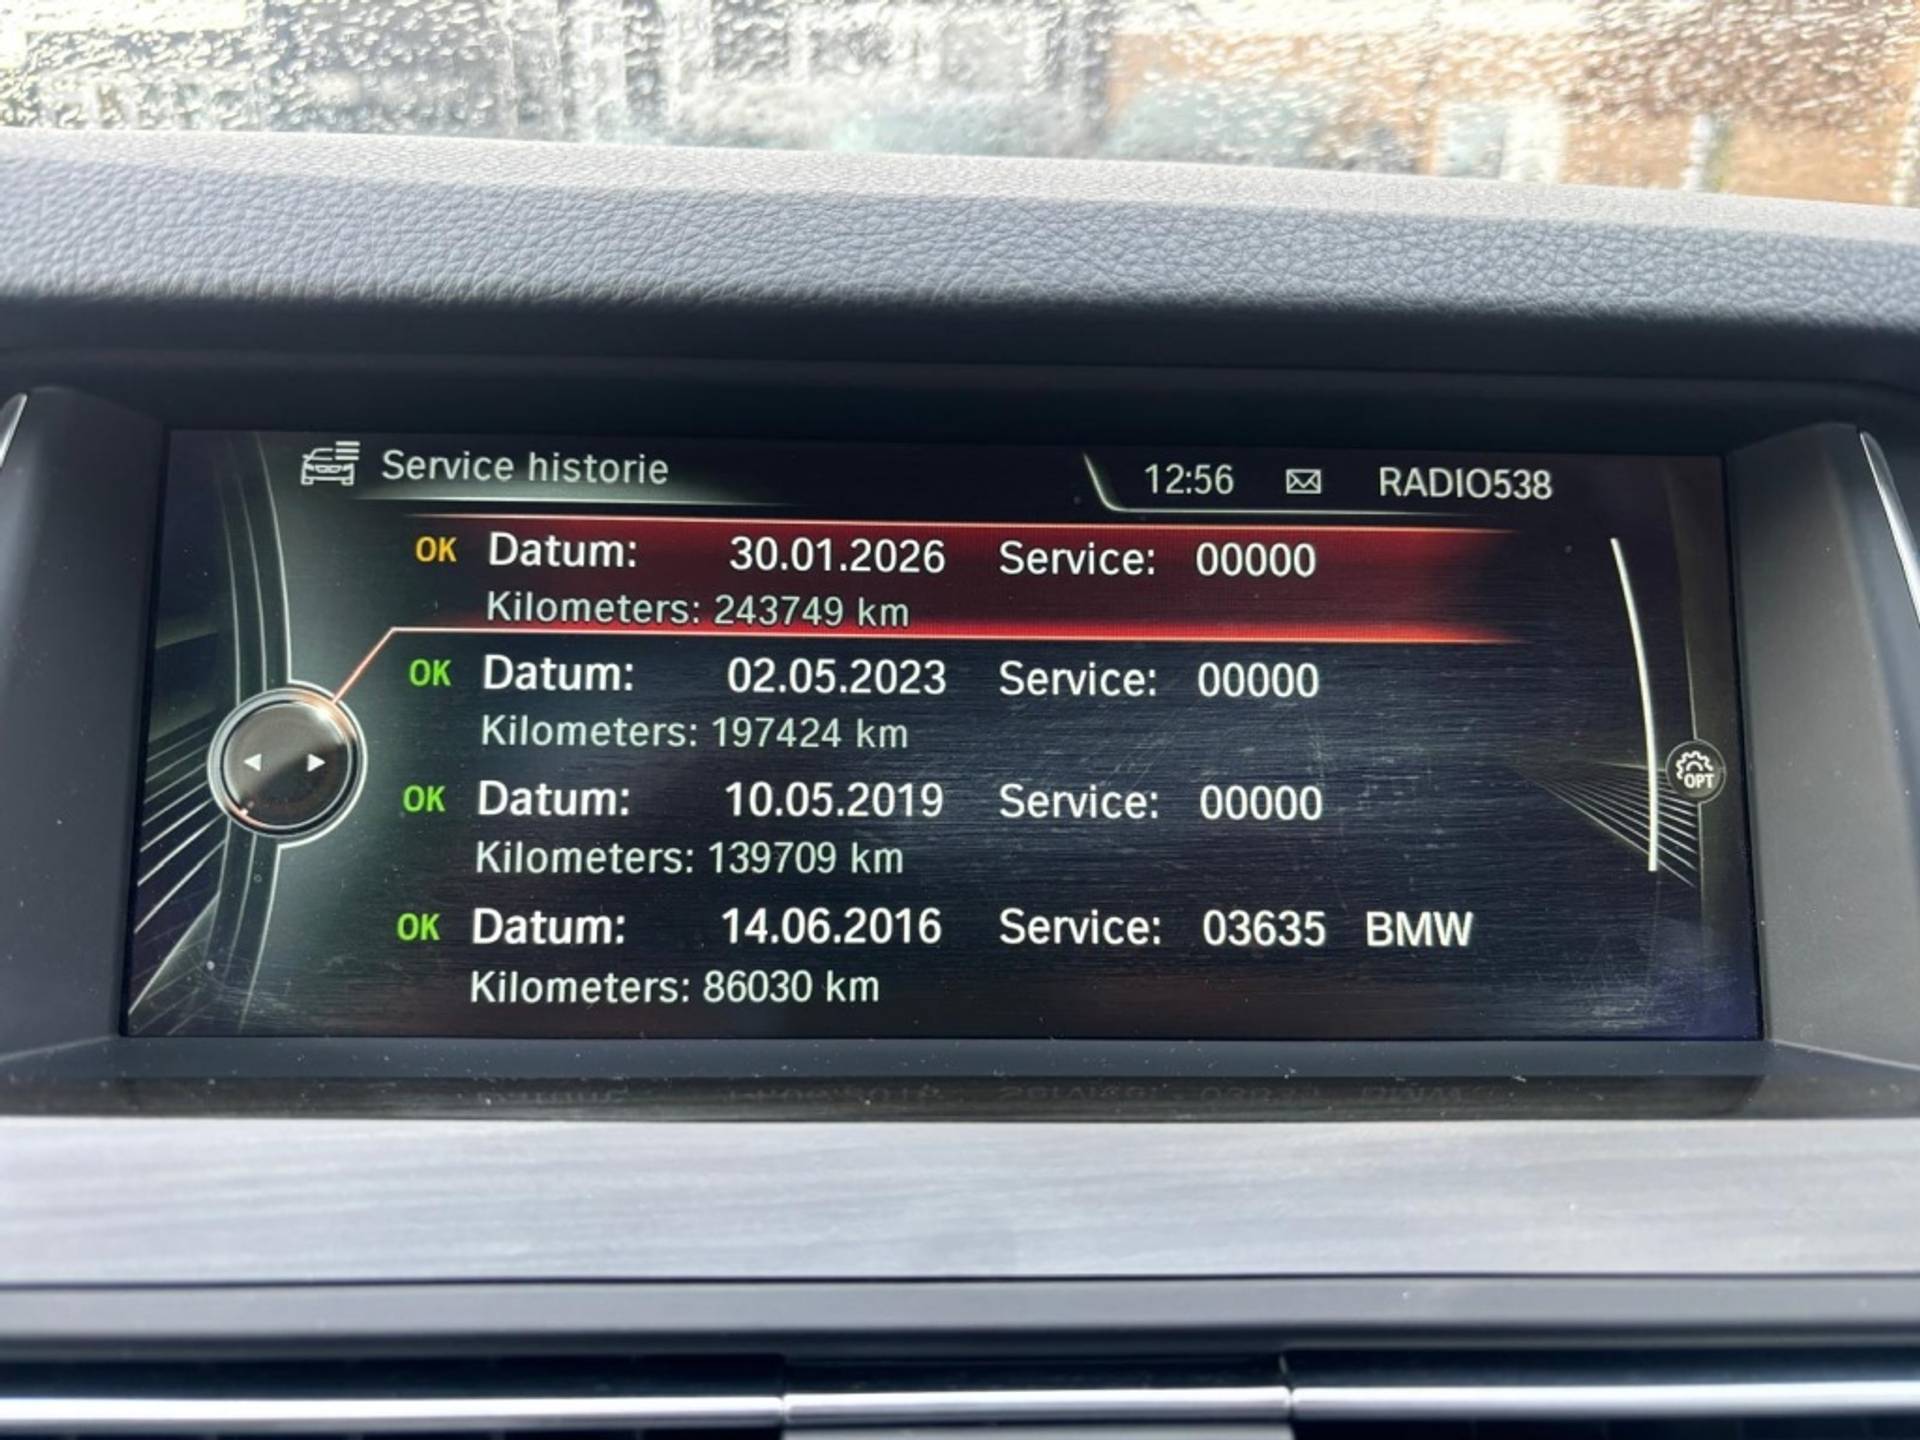 Service historie 12:56 RADIO538
OK Datum: 30.01.2026 Service: 00000
Kilometers: 243749 km
OK Datum: 02.05.2023 Service: 00000
Kilometers: 197424 km
OPT
OK Datum: 10.05.2019 Service: 00000
Kilometers: 139709 km
OK Datum: 14.06.2016 Service: 03635 BMW
Kilometers: 86030 km